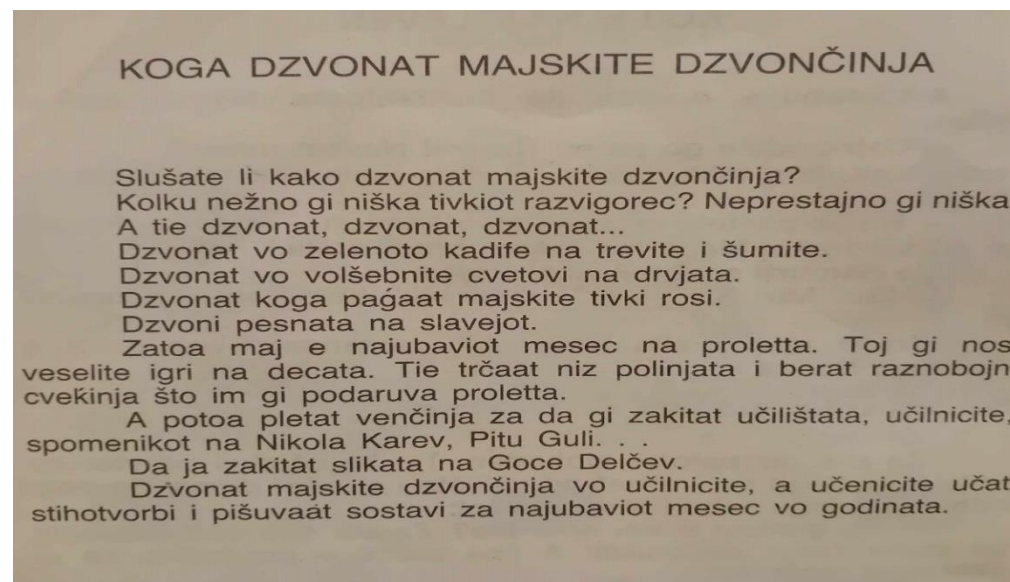 KOGA DZVONAT MAJSKITE DZVONČINJA
Slušate li kako dzvonat majskite dzvončinja?
Kolku nežno gi niška tivkiot razvigorec? Neprestajno gi niška
A tie dzvonat, dzvonat, dzvonat...
Dzvonat vo zelenoto kadife na trevite i šumite.
Dzvonat vo volšebnite cvetovi na drvjata.
Dzvonat koga paǵaat majskite tivki rosi.
Dzvoni pesnata na slavejot.
Zatoa maj e najubaviot mesec na proletta. Toj gi nos
veselite igri na decata. Tie trčaat niz polinjata i berat raznobojn
cveḱinja što im gi podaruva proletta.
A potoa pletat venčinja za da gi zakitat učilištata, učilnicite,
spomenikot na Nikola Karev, Pitu Guli. . .
Da ja zakitat slikata na Goce Delčev.
Dzvonat majskite dzvončinja vo učilnicite, a učenicite učat
stihotvorbi i pišuvaát sostavi za najubaviot mesec vo godinata.